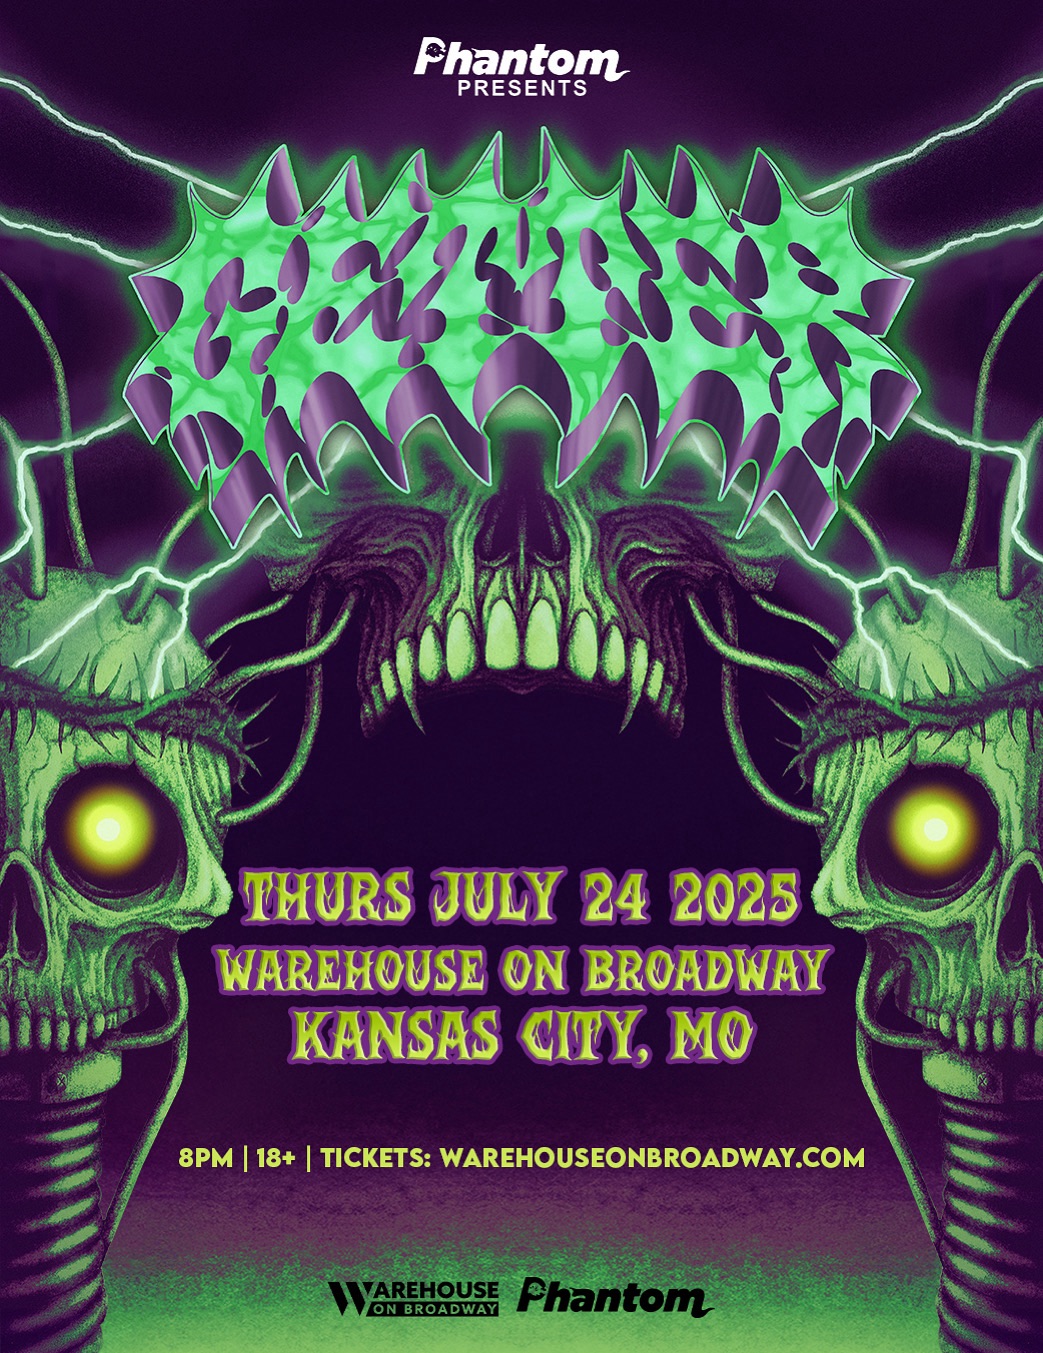 Phantom
PRESENTS
THURS JULY 24 2025
WAREHOUSE ON BROADWAY
KANSAS CITY, MO
8PM | 18+ | TICKETS: WAREHOUSEONBROADWAY.COM
WAREHOUSE
ON BROADWAY
Phantom